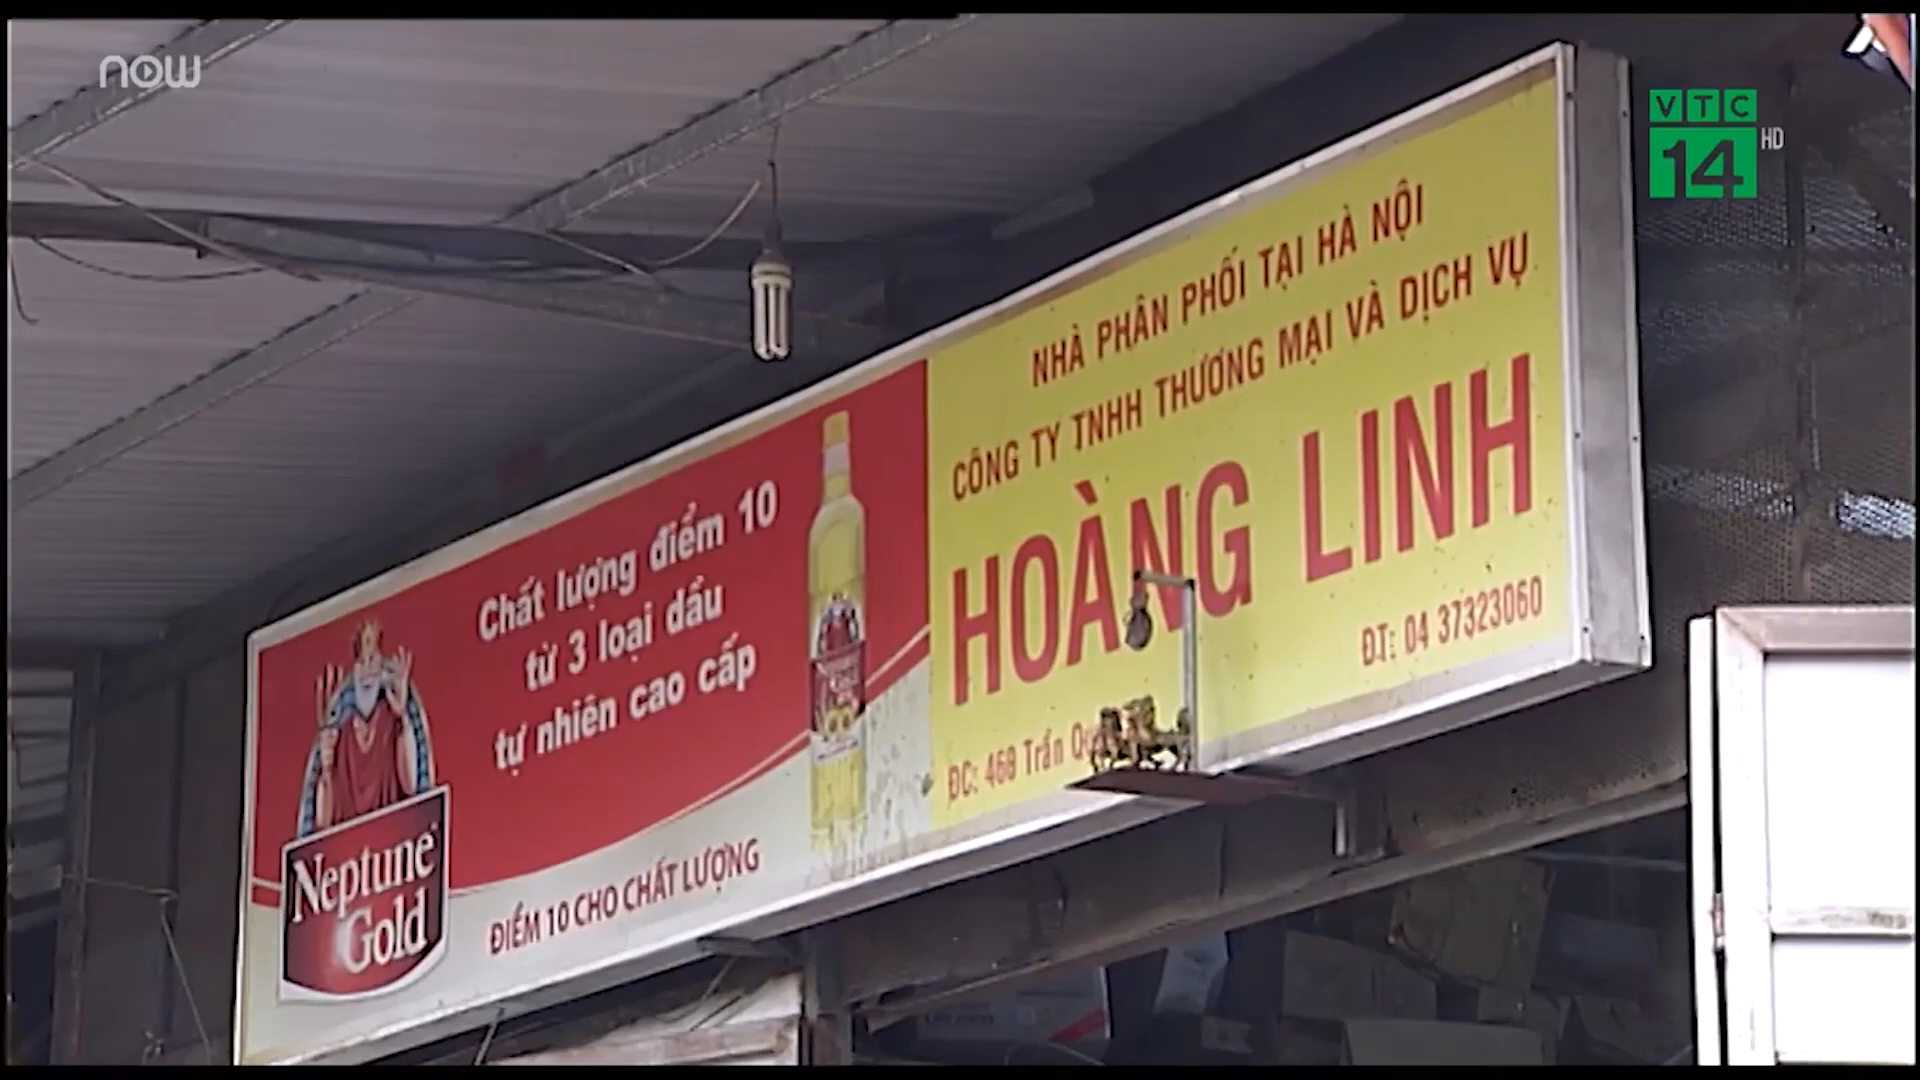 now
VTC
14 HD
Chất lượng điểm 10
từ 3 loại dầu
tự nhiên cao cấp
Neptune
Gold
ĐIỂM 10 CHO CHẤT LƯỢNG
NHÀ PHÂN PHỐI TẠI HÀ NỘI
CÔNG TY TNHH THƯƠNG MẠI VÀ DỊCH VỤ
HOÀNG LINH
ĐT: 04 37323060
ĐC: 460 Trần